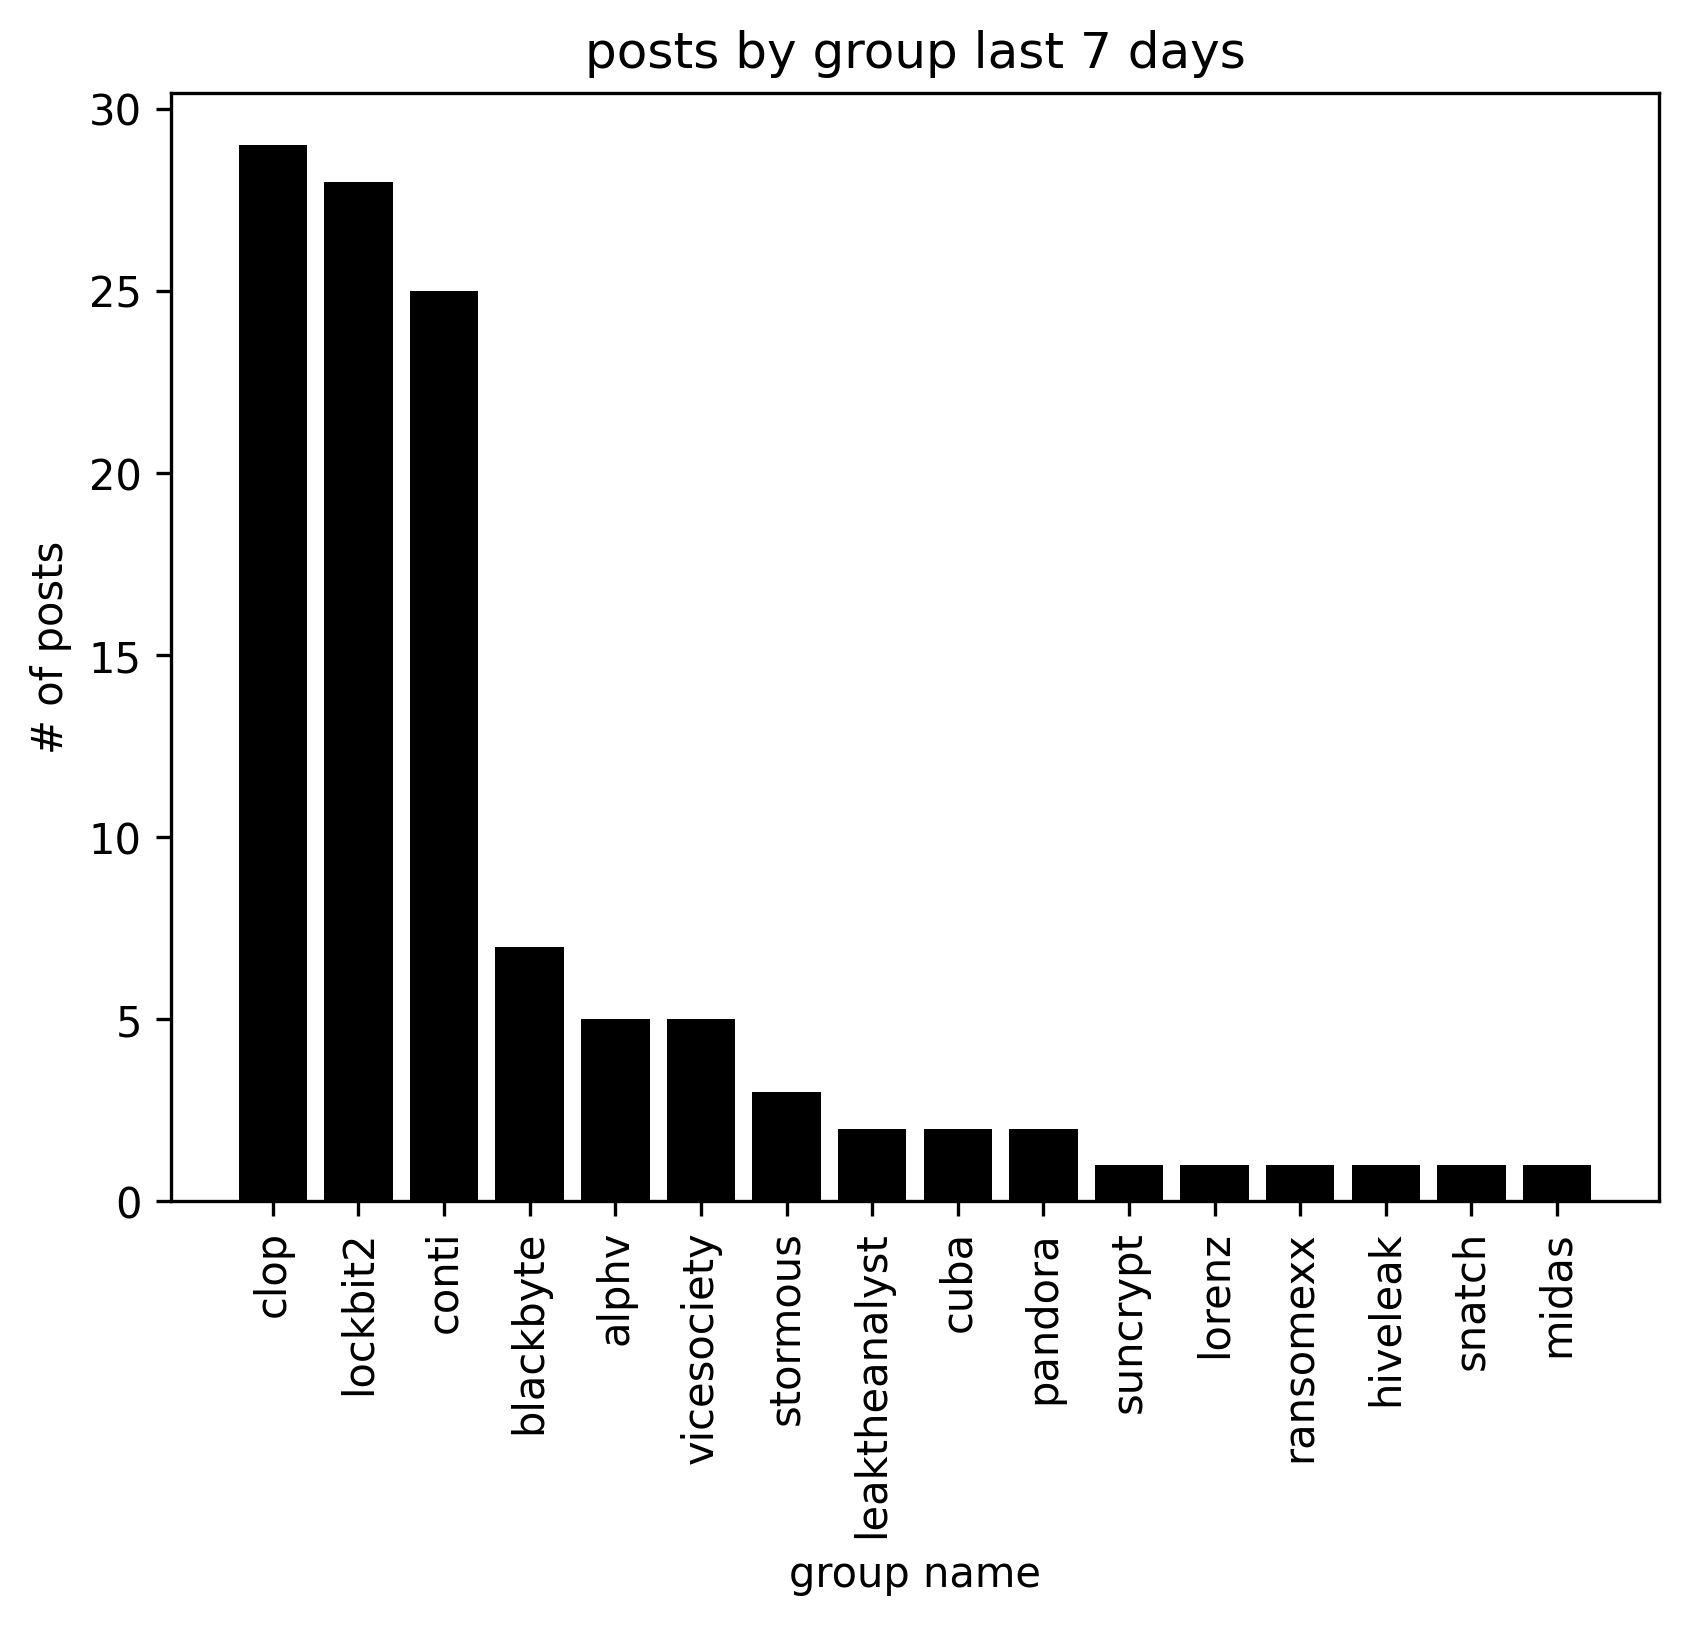 posts by group last 7 days
30
25
20
15
10
5
0
# of posts
clop
lockbit2
conti
blackbyte
alphv
vicesociety
stormous
leaktheanalyst
cuba
pandora
suncrypt
lorenz
ransomexx
hiveleak
snatch
midas
group name